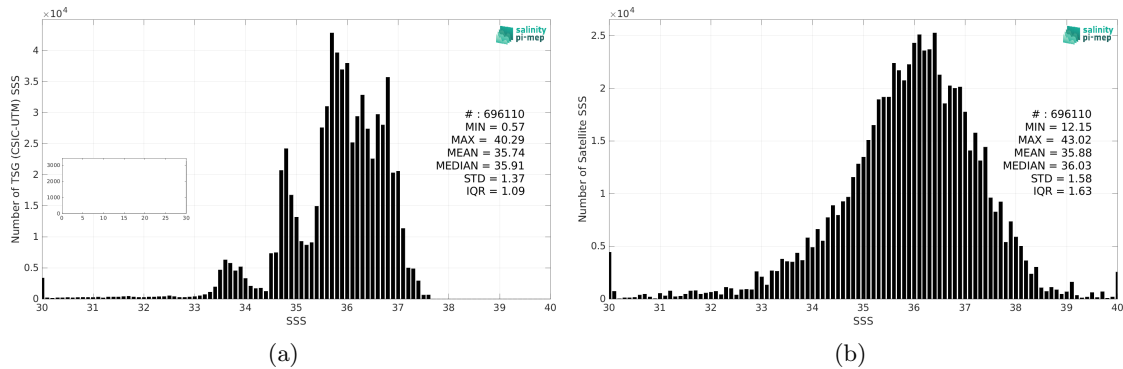 ×10⁴
4
3.5
3
2.5
2
1.5
1
0.5
0
Number of TSG (CSIC-UTM) SSS
salinity
pi-mep
# : 696110
MIN = 0.57
MAX = 40.29
MEAN = 35.74
MEDIAN = 35.91
STD = 1.37
IQR = 1.09
3000
2000
1000
0
0 5 10 15 20 25 30
30 31 32 33 34 35 36 37 38 39 40
SSS
(a)
×10⁴
2.5
2
1.5
1
0.5
0
Number of Satellite SSS
salinity
pi-mep
# : 696110
MIN = 12.15
MAX = 43.02
MEAN = 35.88
MEDIAN = 36.03
STD = 1.58
IQR = 1.63
30 31 32 33 34 35 36 37 38 39 40
SSS
(b)